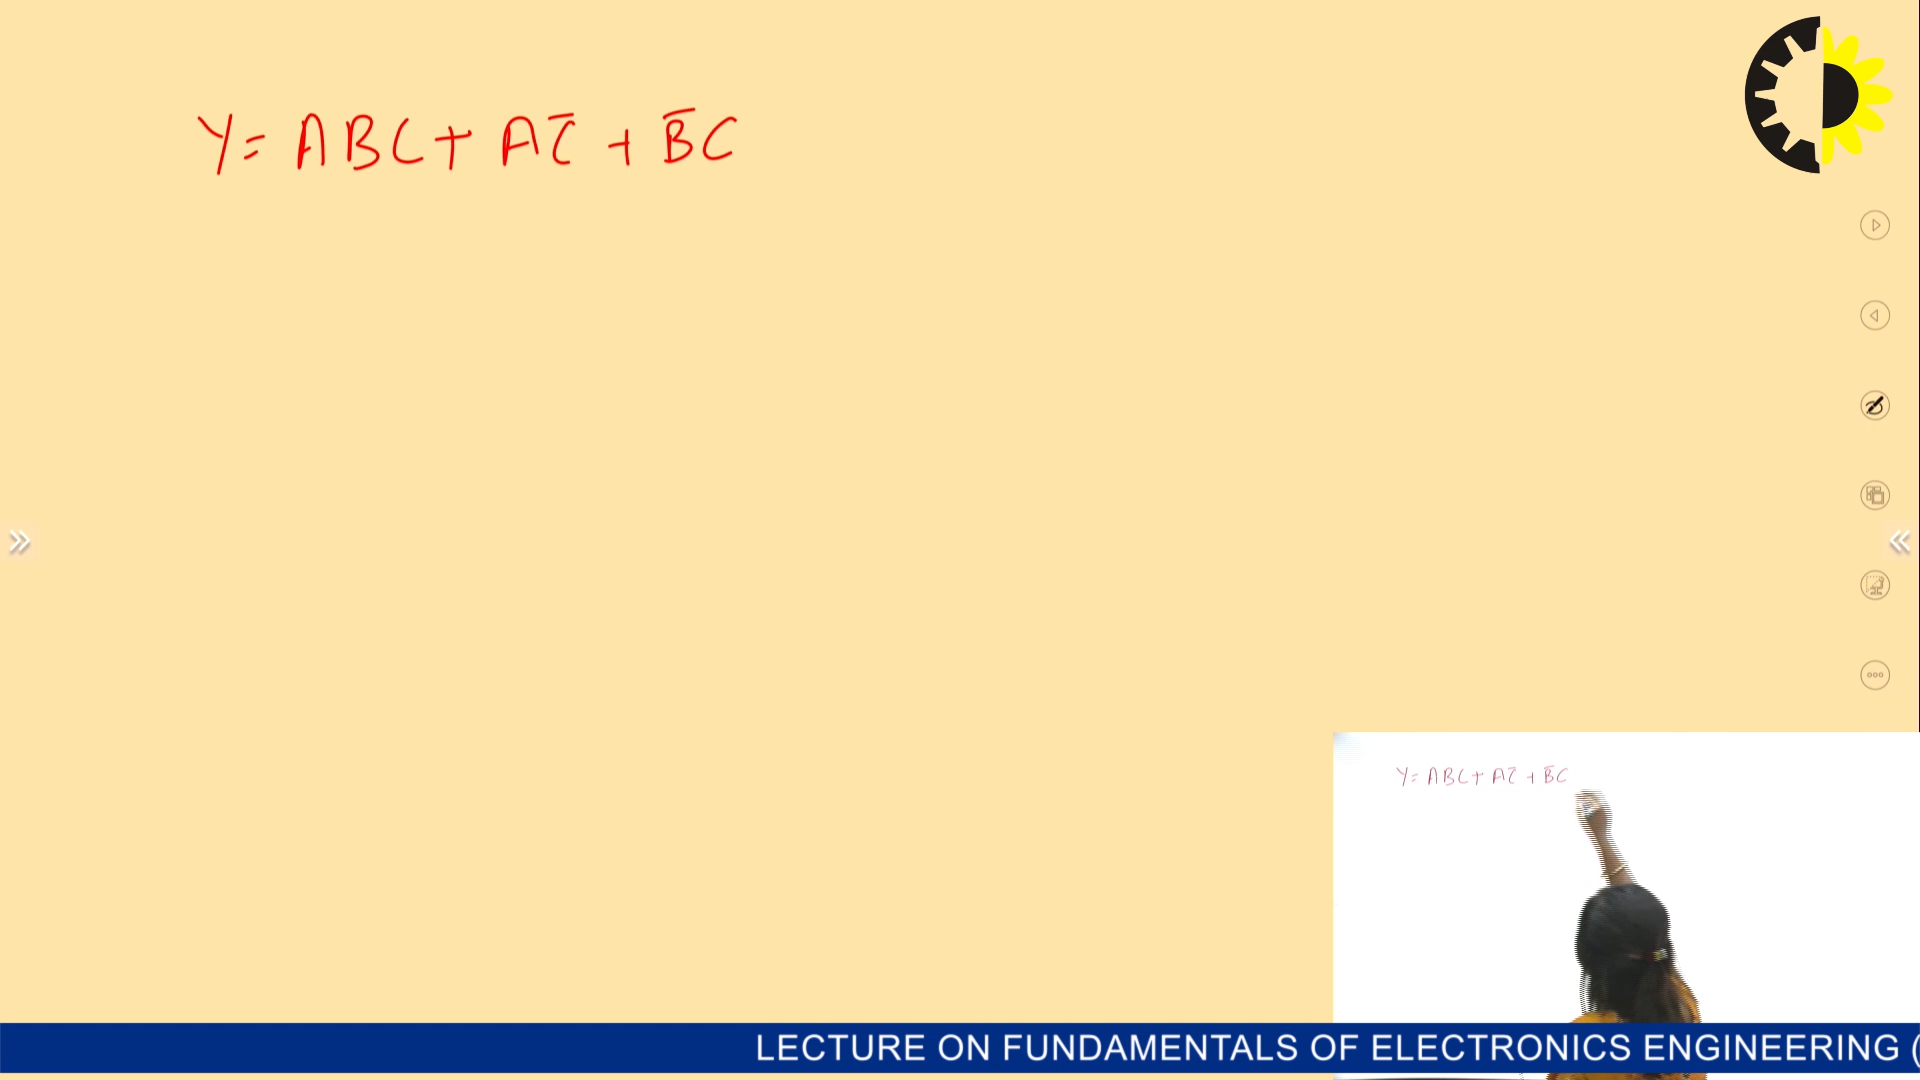 Y= ABC+ AC̅ + B̅C
Y= ABC+ AC̅ + B̅C
LECTURE ON FUNDAMENTALS OF ELECTRONICS ENGINEERING (